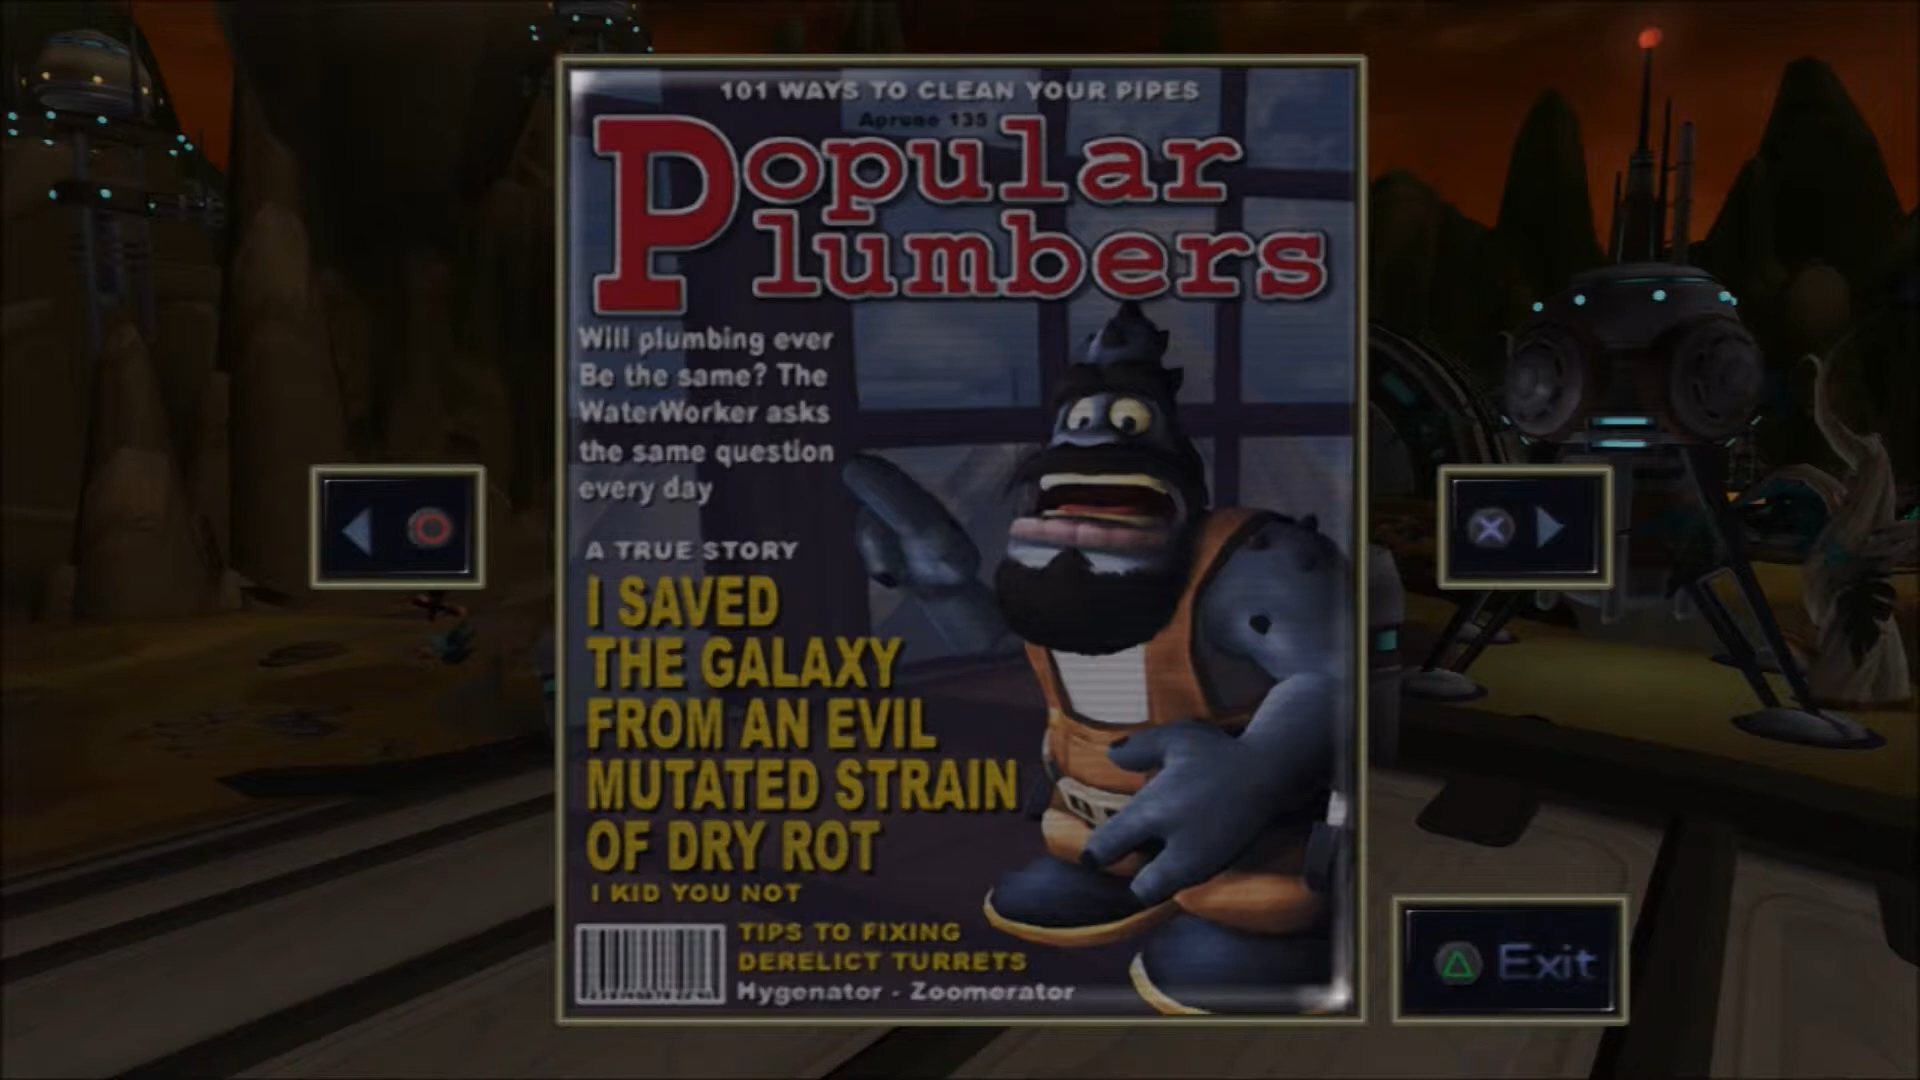 101 WAYS TO CLEAN YOUR PIPES
Aprune 135
Popular
Plumbers
Will plumbing ever
Be the same? The
WaterWorker asks
the same question
every day
A TRUE STORY
I SAVED
THE GALAXY
FROM AN EVIL
MUTATED STRAIN
OF DRY ROT
I KID YOU NOT
TIPS TO FIXING
DERELICT TURRETS
Hygenator - Zoomerator
Exit